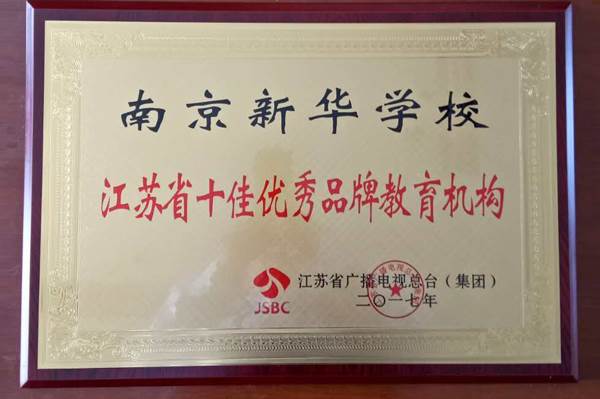 南京新华学校
江苏省十佳优秀品牌教育机构
JSBC
江苏省广播电视总台（集团）
二〇一七年